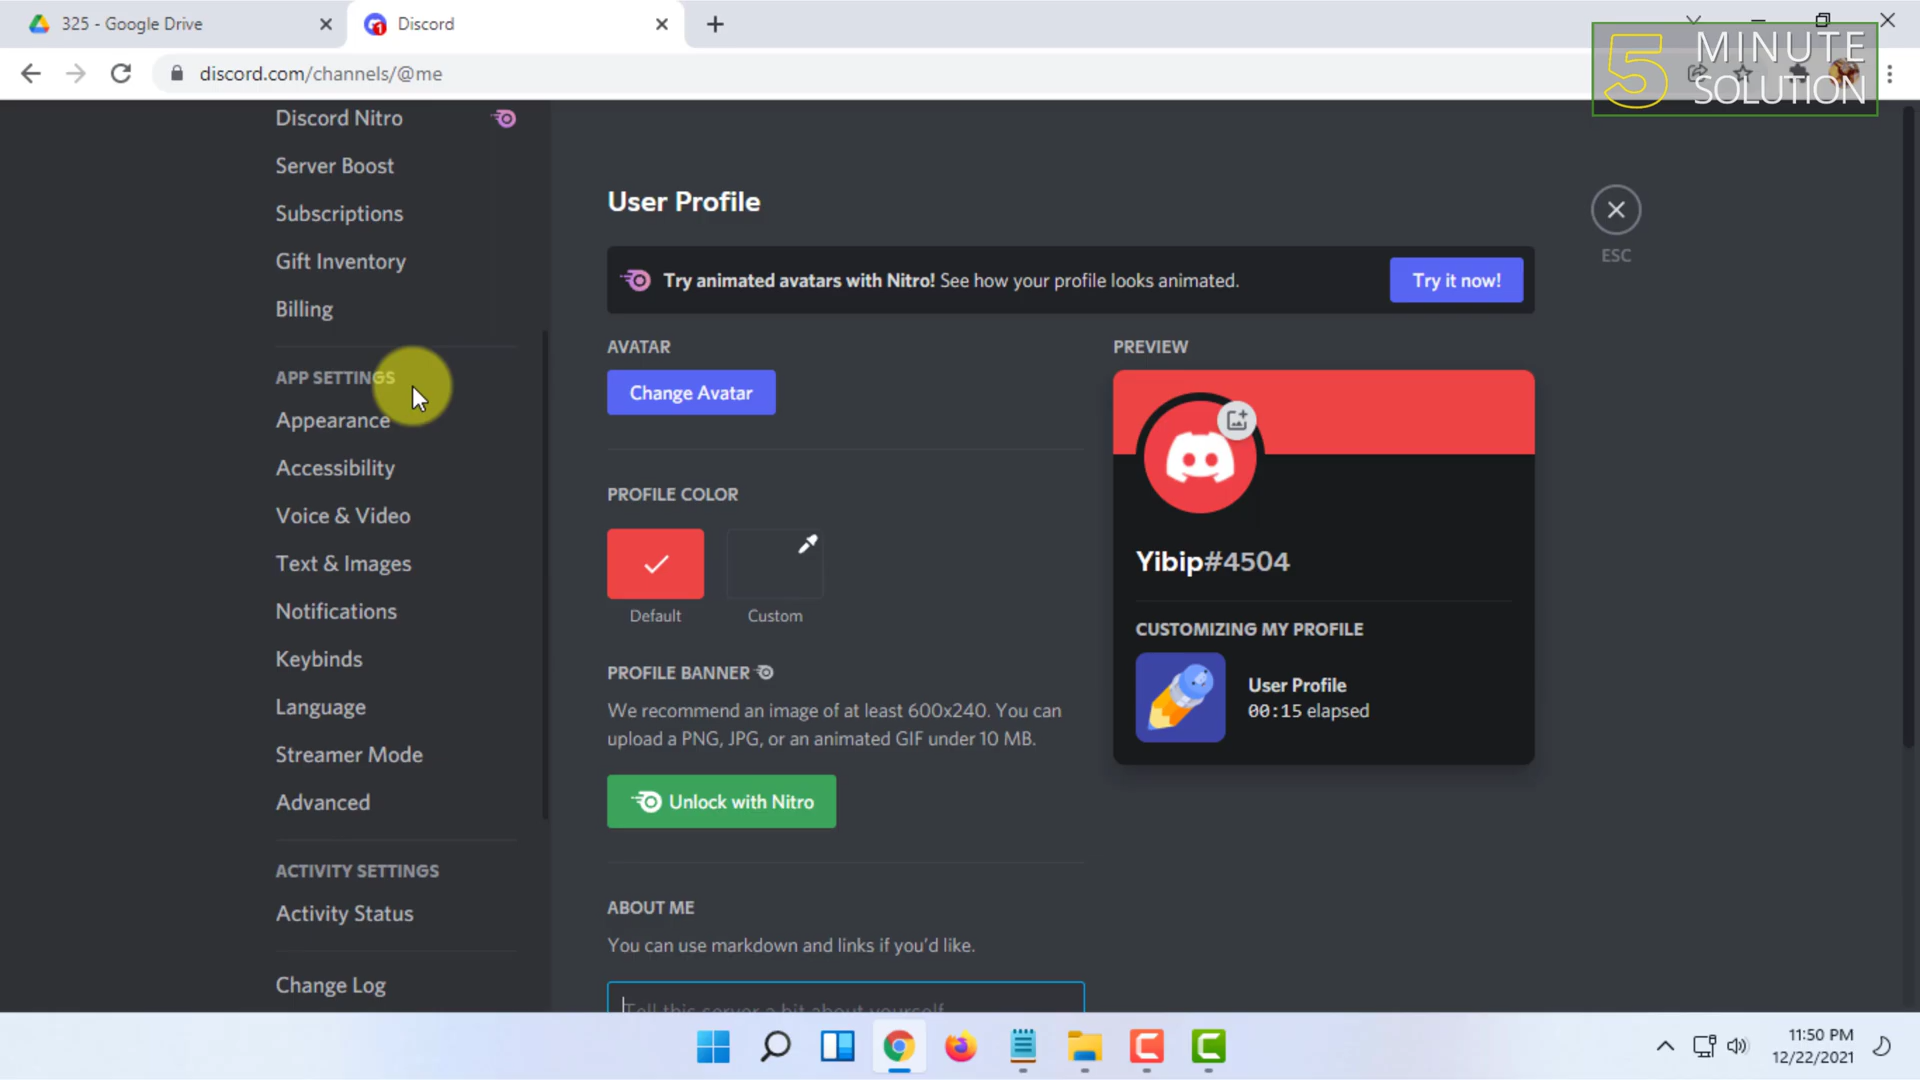 325 - Google Drive
Discord
discord.com/channels/@me
5 MINUTE
SOLUTION
Discord Nitro
Server Boost
Subscriptions
Gift Inventory
Billing
APP SETTINGS
Appearance
Accessibility
Voice & Video
Text & Images
Notifications
Keybinds
Language
Streamer Mode
Advanced
ACTIVITY SETTINGS
Activity Status
Change Log
User Profile
ESC
Try animated avatars with Nitro! See how your profile looks animated.
Try it now!
AVATAR
Change Avatar
PROFILE COLOR
Default
Custom
PROFILE BANNER
We recommend an image of at least 600x240. You can
upload a PNG, JPG, or an animated GIF under 10 MB.
Unlock with Nitro
ABOUT ME
You can use markdown and links if you'd like.
Tell this server a bit about yourself
PREVIEW
Yibip#4504
CUSTOMIZING MY PROFILE
User Profile
00:15 elapsed
11:50 PM
12/22/2021